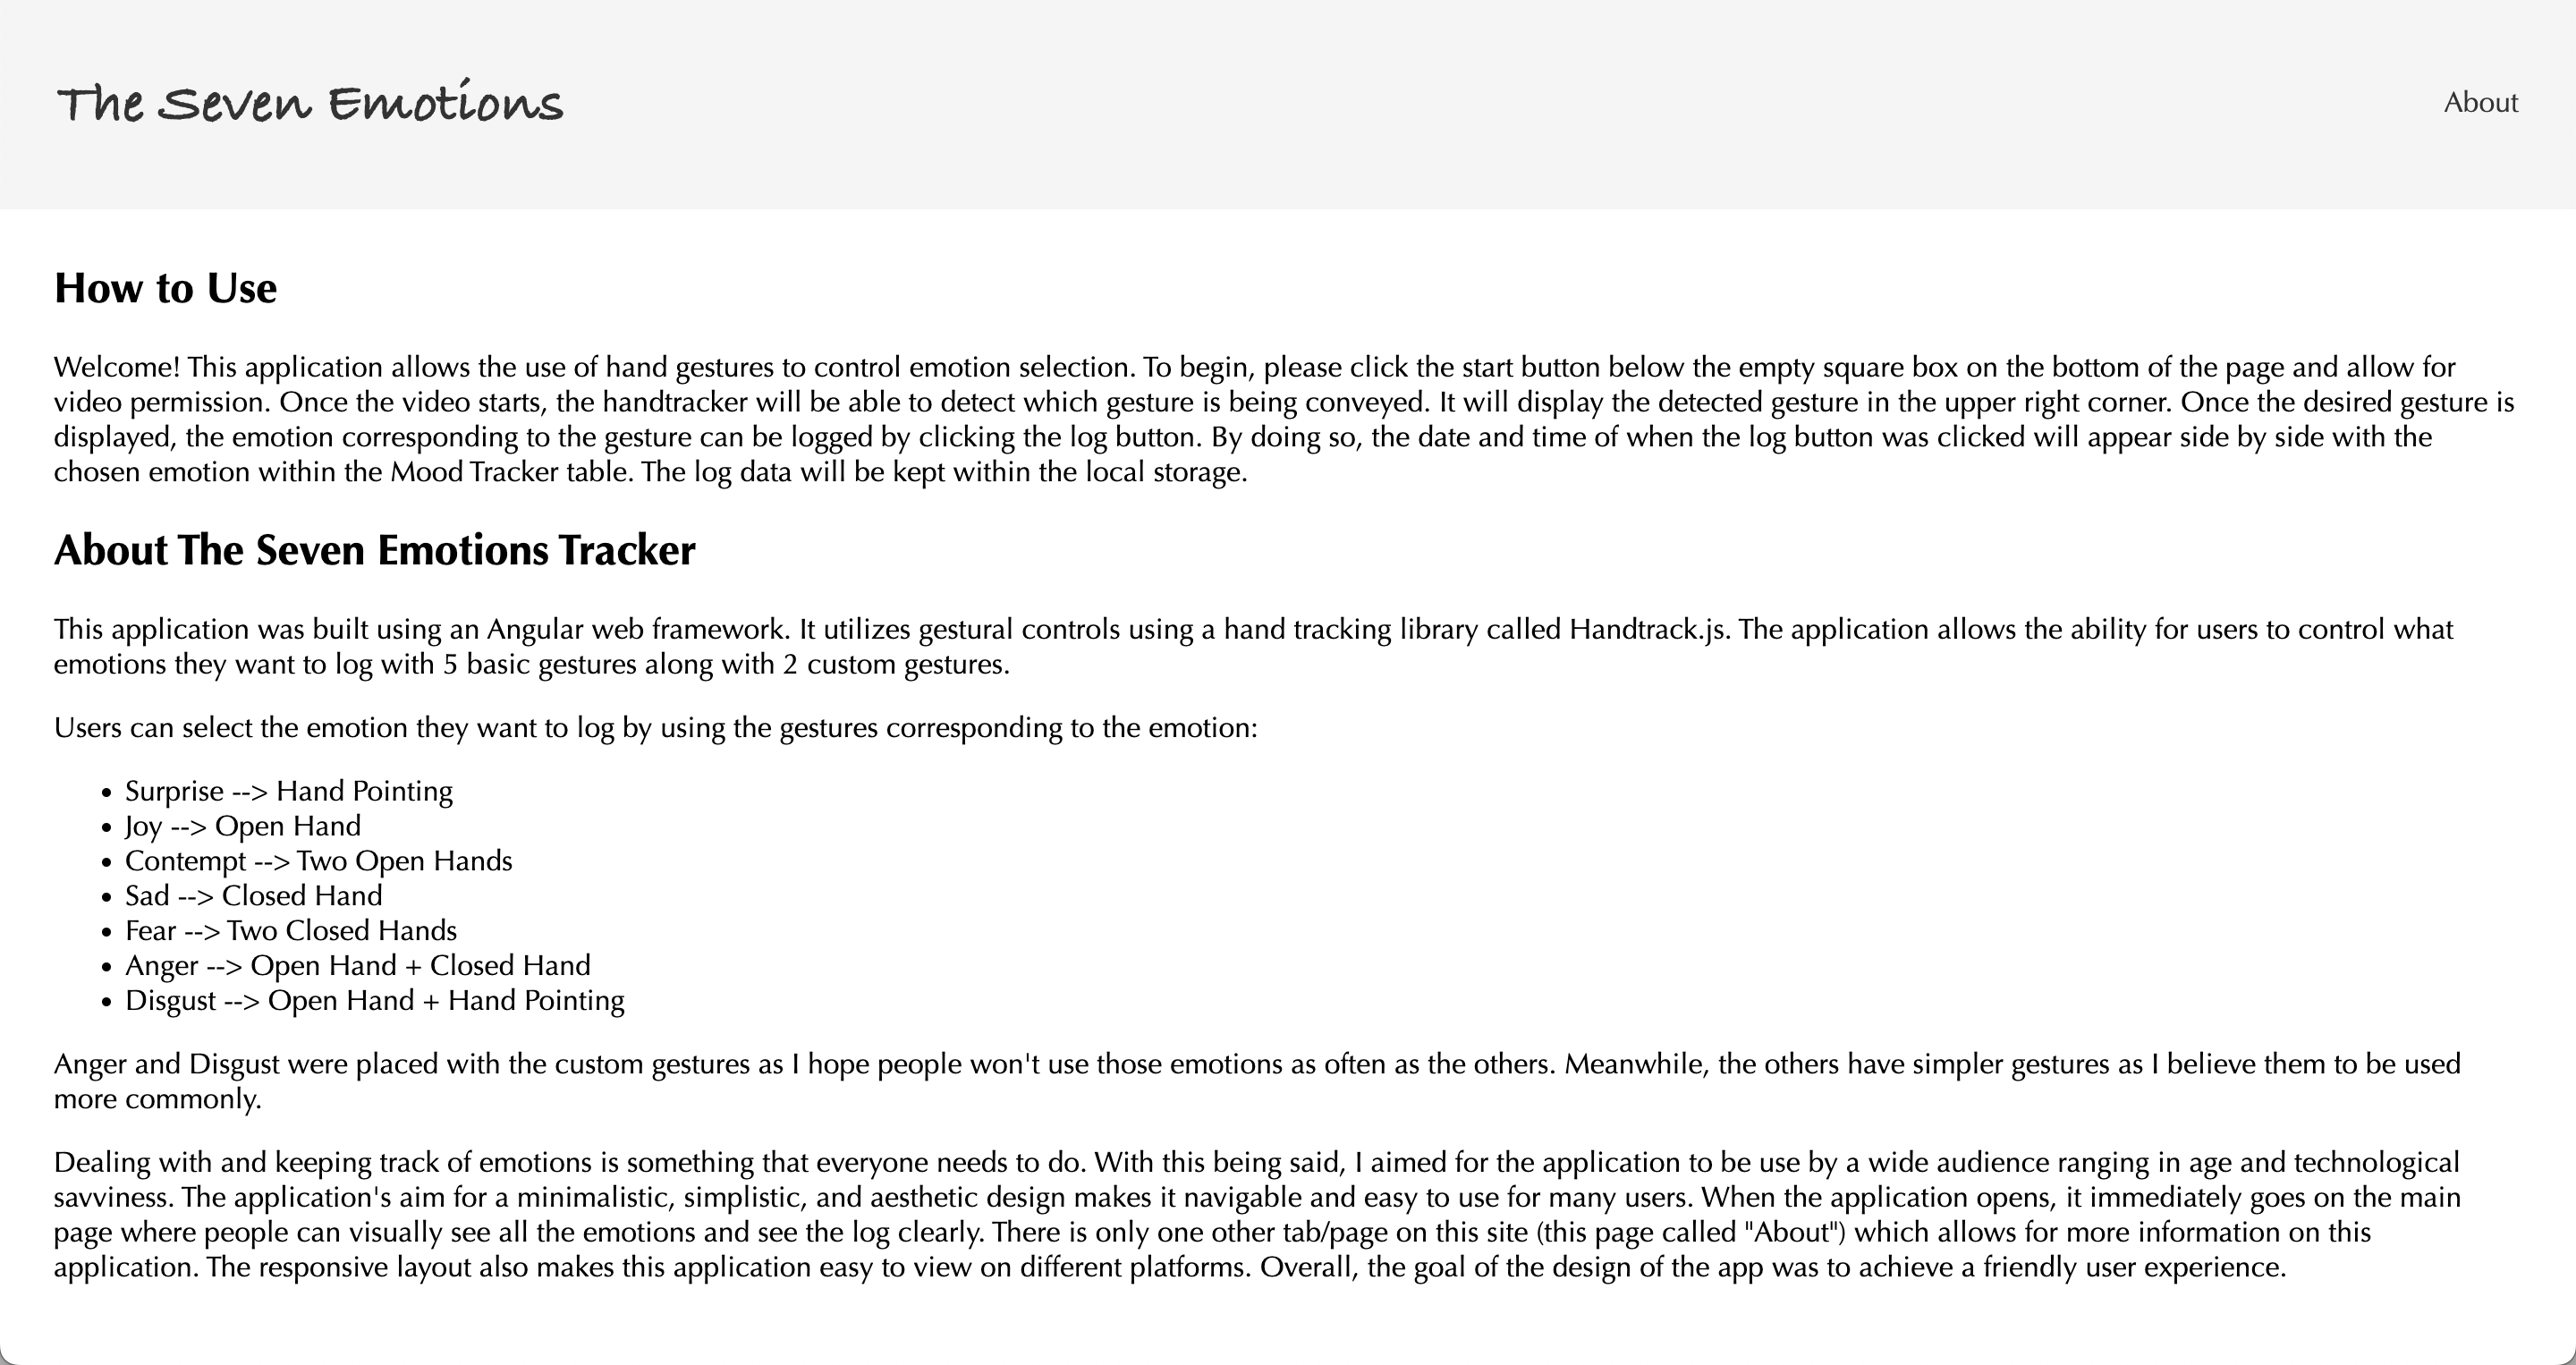 The Seven Emotions
About
How to Use
Welcome! This application allows the use of hand gestures to control emotion selection. To begin, please click the start button below the empty square box on the bottom of the page and allow for
video permission. Once the video starts, the handtracker will be able to detect which gesture is being conveyed. It will display the detected gesture in the upper right corner. Once the desired gesture is
displayed, the emotion corresponding to the gesture can be logged by clicking the log button. By doing so, the date and time of when the log button was clicked will appear side by side with the
chosen emotion within the Mood Tracker table. The log data will be kept within the local storage.
About The Seven Emotions Tracker
This application was built using an Angular web framework. It utilizes gestural controls using a hand tracking library called Handtrack.js. The application allows the ability for users to control what
emotions they want to log with 5 basic gestures along with 2 custom gestures.
Users can select the emotion they want to log by using the gestures corresponding to the emotion:
• Surprise --> Hand Pointing
• Joy --> Open Hand
• Contempt --> Two Open Hands
• Sad --> Closed Hand
• Fear --> Two Closed Hands
• Anger --> Open Hand + Closed Hand
• Disgust --> Open Hand + Hand Pointing
Anger and Disgust were placed with the custom gestures as I hope people won't use those emotions as often as the others. Meanwhile, the others have simpler gestures as I believe them to be used
more commonly.
Dealing with and keeping track of emotions is something that everyone needs to do. With this being said, I aimed for the application to be use by a wide audience ranging in age and technological
savviness. The application's aim for a minimalistic, simplistic, and aesthetic design makes it navigable and easy to use for many users. When the application opens, it immediately goes on the main
page where people can visually see all the emotions and see the log clearly. There is only one other tab/page on this site (this page called "About") which allows for more information on this
application. The responsive layout also makes this application easy to view on different platforms. Overall, the goal of the design of the app was to achieve a friendly user experience.